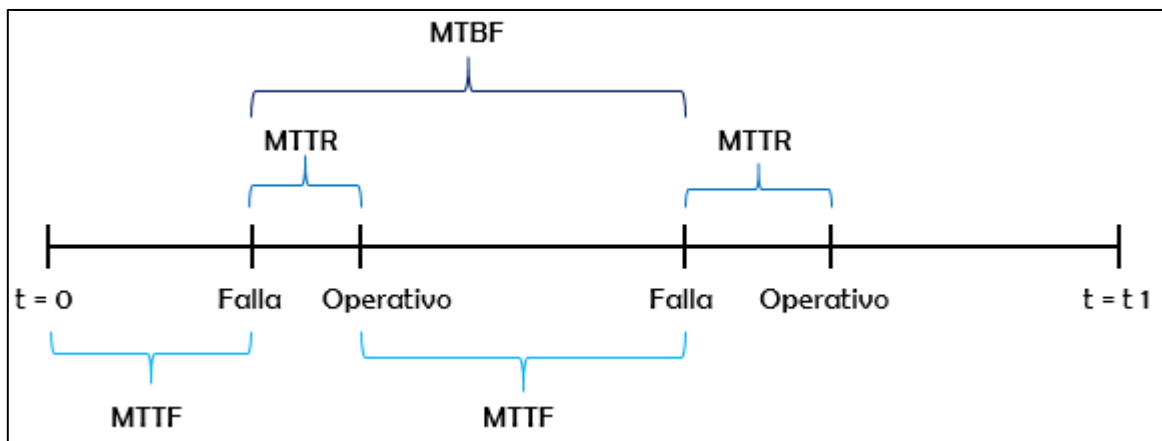 MTBF
MTTR MTTR
t = 0 Falla Operativo Falla Operativo t = t 1
MTTF MTTF